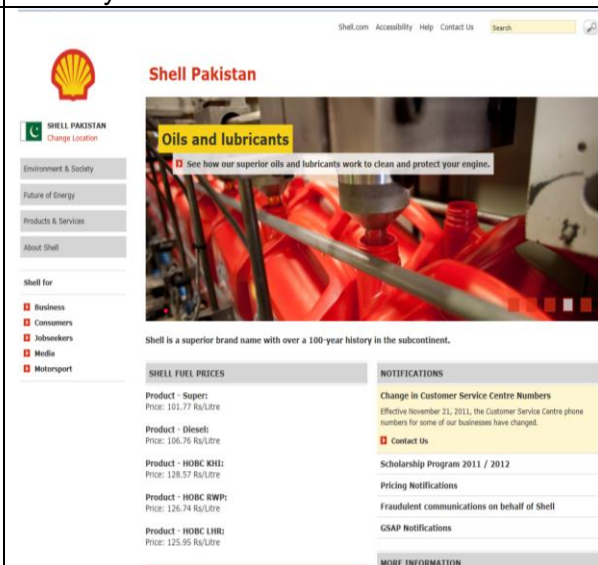 Shell.com Accessibility Help Contact Us Search
Shell Pakistan
SHELL PAKISTAN
Change Location
Environment & Society
Future of Energy
Products & Services
About Shell
Shell for
Business
Consumers
Jobseekers
Media
Motorsport
Oils and lubricants
See how our superior oils and lubricants work to clean and protect your engine.
Shell is a superior brand name with over a 100-year history in the subcontinent.
SHELL FUEL PRICES
Product - Super:
Price: 101.77 Rs/Litre
Product - Diesel:
Price: 106.76 Rs/Litre
Product - HOBC KHI:
Price: 128.57 Rs/Litre
Product - HOBC RWP:
Price: 126.74 Rs/Litre
Product - HOBC LHR:
Price: 125.95 Rs/Litre
NOTIFICATIONS
Change in Customer Service Centre Numbers
Effective November 21, 2011, the Customer Service Centre phone
numbers for some of our businesses have changed.
Contact Us
Scholarship Program 2011 / 2012
Pricing Notifications
Fraudulent communications on behalf of Shell
GSAP Notifications
MORE INFORMATION